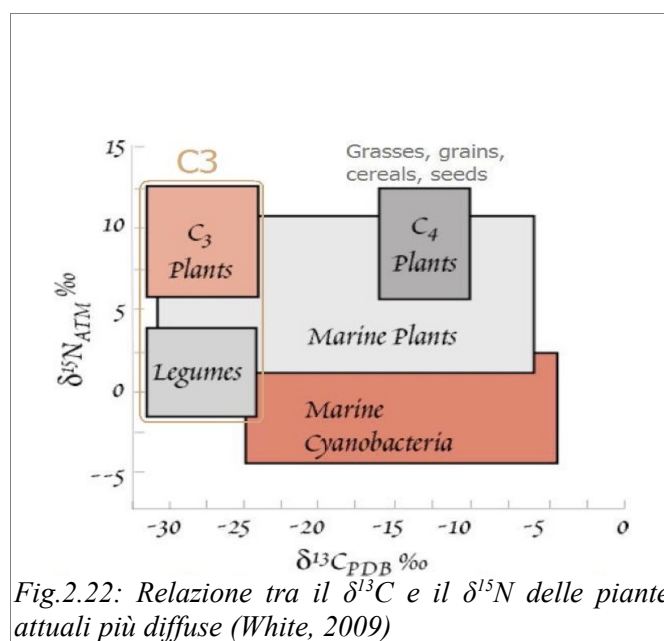 15
C3
Grasses, grains,
cereals, seeds
10
C3
Plants
C4
Plants
δ15NATM‰
5
Marine Plants
Legumes
0
Marine
Cyanobacteria
--5
-30 -25 -20 -15 -10 -5 0
δ13CPDB‰
Fig.2.22: Relazione tra il δ13C e il δ15N delle piante
attuali più diffuse (White, 2009)